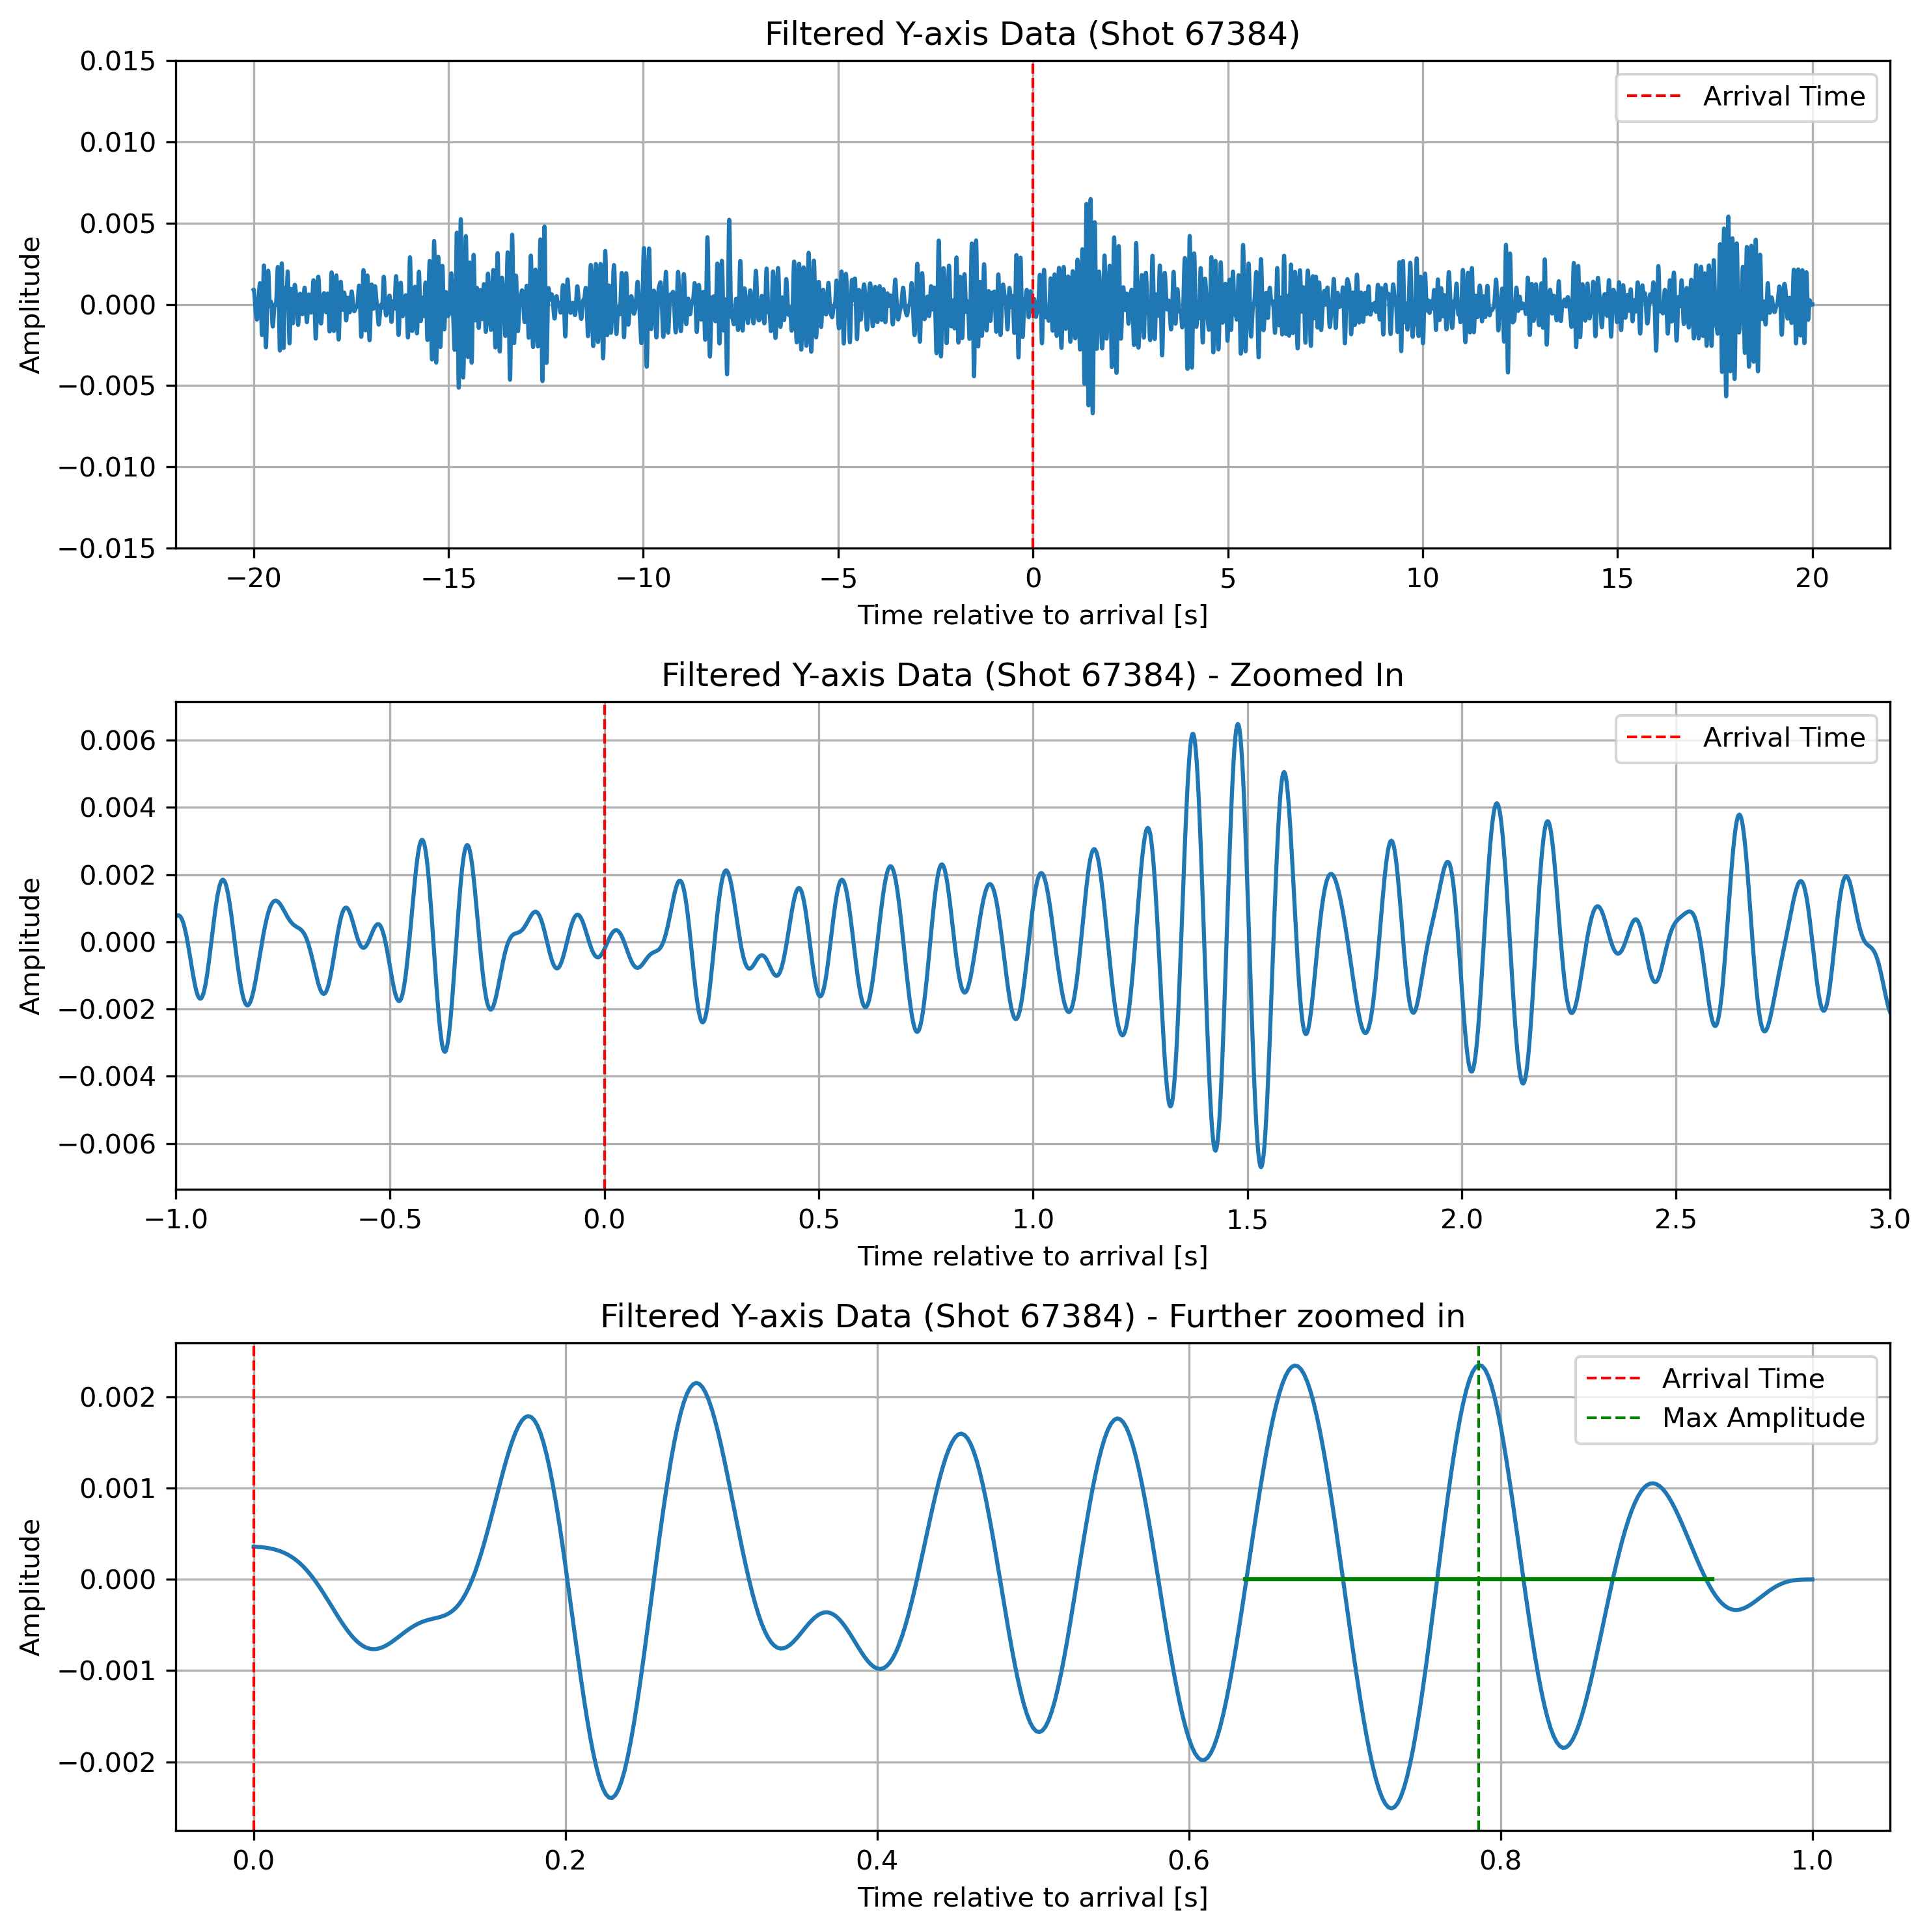 Filtered Y-axis Data (Shot 67384)
0.015
0.010
0.005
0.000
−0.005
−0.010
−0.015
Amplitude
Arrival Time
−20 −15 −10 −5 0 5 10 15 20
Time relative to arrival [s]
Filtered Y-axis Data (Shot 67384) - Zoomed In
0.006
0.004
0.002
0.000
−0.002
−0.004
−0.006
Amplitude
Arrival Time
−1.0 −0.5 0.0 0.5 1.0 1.5 2.0 2.5 3.0
Time relative to arrival [s]
Filtered Y-axis Data (Shot 67384) - Further zoomed in
0.002
0.001
0.000
−0.001
−0.002
Amplitude
Arrival Time
Max Amplitude
0.0 0.2 0.4 0.6 0.8 1.0
Time relative to arrival [s]